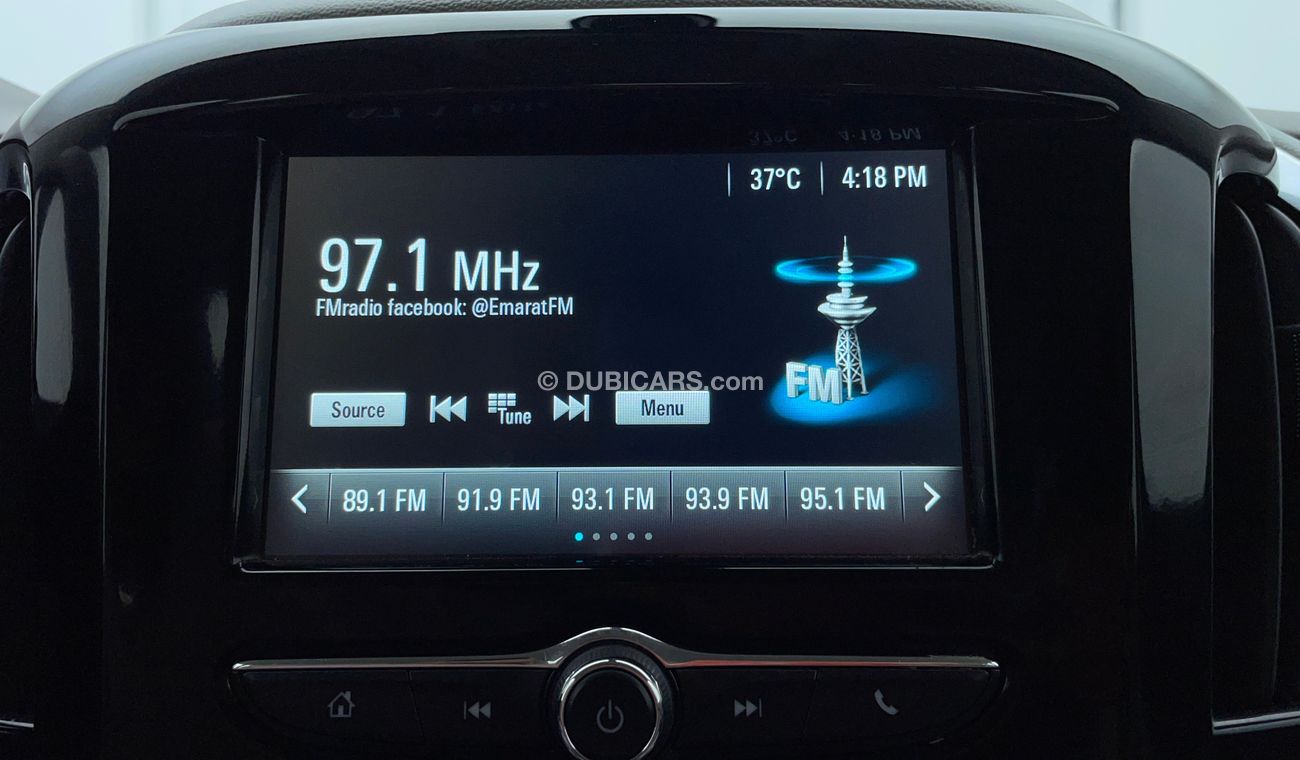 37°C 4:18 PM
97.1 MHz
FMradio facebook: @EmaratFM
© DUBICARS.com
FM
Source Tune Menu
89.1 FM 91.9 FM 93.1 FM 93.9 FM 95.1 FM